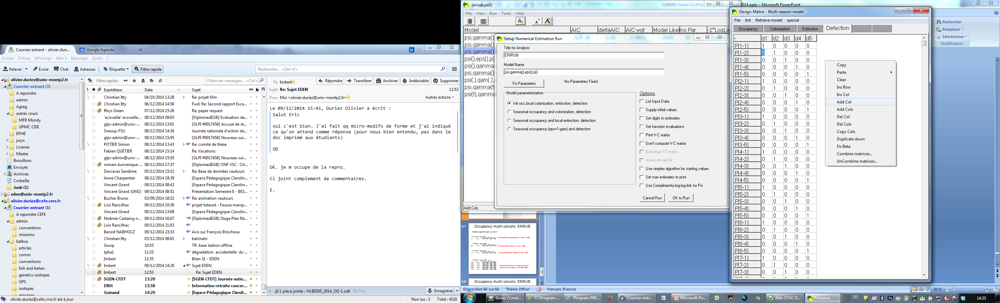 Courrier entrant - olivier.duri...
Google Agenda
Fichier Édition Affichage Aller à Messages Outils ?
Relever Écrire Chat Adresses Étiquette Filtre rapide
Rechercher... <Ctrl+K>
olivier.duriez@univ-montp2.fr
Courrier entrant (3)
A repondre
admin
Agreg
autres cours
MFR Mondy
UPMC CISE
EPHE
jurys
License
Master
Brouillons
Envoyés
Archives
Corbeille
Junk (1)
eden@univ-montp2.fr
olivier.duriez@cefe.cnrs.fr
Courrier entrant (1)
A repondre CEFE
admin
conventions
missions
balbus
articles
comm
conventions
fish and behav
genetics isotopes
GPS
isotopes
missions
Filtre rapide :
Filtrer ces messages... <Ctrl+
Expéditeur Date Sujet
Christian Itty 04/10/2014 13:28 Re: projet film
Christian Itty 06/12/2014 14:58 Fwd: Re: Second rapport Esca...
Rhys Green 07/12/2014 15:26 Re: paper request
'ecoveille' ecoveille... 08/12/2014 09:03 [DiplomesIEGB] Evaluation de...
glpi-admin@univ-... 08/12/2014 13:01 [GLPI #0017458] Accusé de ré...
Snesup-FSU 08/12/2014 14:34 Journée nationale d'action da...
glpi-admin@univ-... 08/12/2014 15:05 [GLPI #0017458] Nouveau sui...
POTIER Simon 08/12/2014 13:43 Re: comité de thèse
Fabien QUÉTIER 08/12/2014 15:14 Re: Vacations
glpi-admin@univ-... 08/12/2014 15:55 [GLPI #0017458] Nouveau sui...
romain burvenique ... 08/12/2014 17:37 [DiplomesIEGB] ONF VSC : Ch...
Descaves Sandrine 05/12/2014 15:52 Re: Base de données vautours
Anne Charpentier 08/12/2014 18:39 [Espace Pédagogique Clarolin...
Vincent Girard 09/12/2014 08:43 [Espace Pédagogique Clarolin...
Vincent Girard (UM2) 09/12/2014 08:51 Présentation Semestre 6 - BES...
Bucher Bruno 03/09/2014 18:52 Re: animation vautours
Lois Rancilhac 09/12/2014 10:39 projet tuteuré - Fausse manip...
Vincent Girard 09/12/2014 13:09 [Espace Pédagogique Clarolin...
Noémie Castaing n... 09/12/2014 16:07 [DiplomesIEGB] Stage Plan Ré...
Lois Rancilhac 09/12/2014 21:03
Benoit NABHOLZ 09/12/2014 23:33 Avis sur François Brischoux
Christian Itty 03/12/2014 08:01 balchatri
Sourp 10:55 TR: base station offline
tpba1 11:25 dégradation accidentelle du ...
Imbert 12:35 Bilan S1 - EDEN
Imbert 09/12/2014 14:20 Sujet EDEN
Imbert 12:53 Re: Sujet EDEN
SGEN-CFDT 13:20 [SGEN-CFDT] Journée natio...
DRH 13:58 Information retraite concer...
Guinand 14:20 [Espace Pédagogique Claroli...
De Imbert
Répondre Transférer Archiver Indésirable Supprimer
Sujet Re: Sujet EDEN 12:53
Pour Moi <olivier.duriez@univ-montp2.fr> Autres actions
Le 09/12/2014 15:45, Duriez Olivier a écrit :
Salut Eric
oui c'est bien. J'ai fait qq micro-modifs de forme et j'ai indiqué
ce qu'on attend comme réponse (pour nous bien entendu, pas dans le
doc imprimé aux étudiants)
OD
OK. je m occupe de la repro.
Ci joint complement de commentaires.
E.
1 pièce jointe : HLBE505_2014_OD-1.odt 35.7 Ko Enregistrer
olivier.duriez@cefe.cnrs.fr est à jour
Non lus : 3 Total : 4520
(erirub.pa3)
File View Run Tools Help
Model AIC deltaAIC AIC wgt Model Likel no.Par. -2*LogLik
psi,gamma()
psi,gamma()
psi,gamma()
psi(),eps(),p(
psi(),gamma(
psi,gamma()
psi(.),gam(.),
psi,gamma(t
psi(t),gamma
Add Cols
Setup Numerical Estimation Run
Title for Analysis
ERIRUB
Model Name
psi,gamma(),eps(),p()
Fix Parameters
No Parameters Fixed
Model parameterization
Init occ,local colonization, extinction, detection
Seasonal occupancy and colonization, detection
Seasonal occupancy and local extinction, detection
Seasonal occupancy (eps=1-gam) and detection
Options
List Input Data
Supply initial values
Set digits in estimates
Set function evaluations
Print V-C matrix
Don't compute V-C matrix
Bootstrap V-C matrix
Assess Model Fit
Use simplex algorithm for starting values
Set max estimates to print
Use Complimentry-log-log link for Psi
Cancel Run OK to Run
67
Occupancy multi-saisons: ERIRUB
68
Occupancy multi-saisons: ERIRUB
Diapositive 66 sur 68 "Thème Office" Français (France)
20 %
2014.pptx - Microsoft PowerPoint
Rechercher
Remplacer
Sélectionner
Modification
Design Matrix - Multi-season model
File Init Retrieve model special
Occupancy Colonization Extinction Detection
- d1 d2 d3 d4 d5
P[1-1] 1 0 0 0 0
P[1-2] 0 1 0 0 0
P[1-3] 0 0 1 0 0
P[1-4] 0 0 0 1 0
P[1-5] 0 0 0 0 1
P[2-1] 1 0 0 0 0
P[2-2] 0 1 0 0 0
P[2-3] 0 0 1 0 0
P[2-4] 0 0 0 1 0
P[2-5] 0 0 0 0 1
P[3-1] 1 0 0 0 0
P[3-2] 0 1 0 0 0
P[3-3] 0 0 1 0 0
P[3-4] 0 0 0 1 0
P[3-5] 0 0 0 0 1
P[4-1] 1 0 0 0 0
P[4-2] 0 1 0 0 0
P[4-3] 0 0 1 0 0
P[4-4] 0 0 0 1 0
P[4-5] 0 0 0 0 1
P[5-1] 1 0 0 0 0
P[5-2] 0 1 0 0 0
P[5-3] 0 0 1 0 0
P[5-4] 0 0 0 1 0
P[5-5] 0 0 0 0 1
P[6-1] 1 0 0 0 0
P[6-2] 0 1 0 0 0
P[6-3] 0 0 1 0 0
P[6-4] 0 0 0 1 0
P[6-5] 0 0 0 0 1
P[7-1] 1 0 0 0 0
P[7-2] 0 1 0 0 0
P[7-3] 0 0 1 0 0
Copy
Paste
Clear
Ins Row
Ins Col
Add Col
Add Cols
Del Col
Del Cols
Copy Cols
Duplicate down
Fix Beta
Combine matrices...
UnCombine matrices...
duriez (\\mai... C:\Program ... Program PRE... Courrier entr... Microsoft Po... data STOC D... Presence FR 14:35